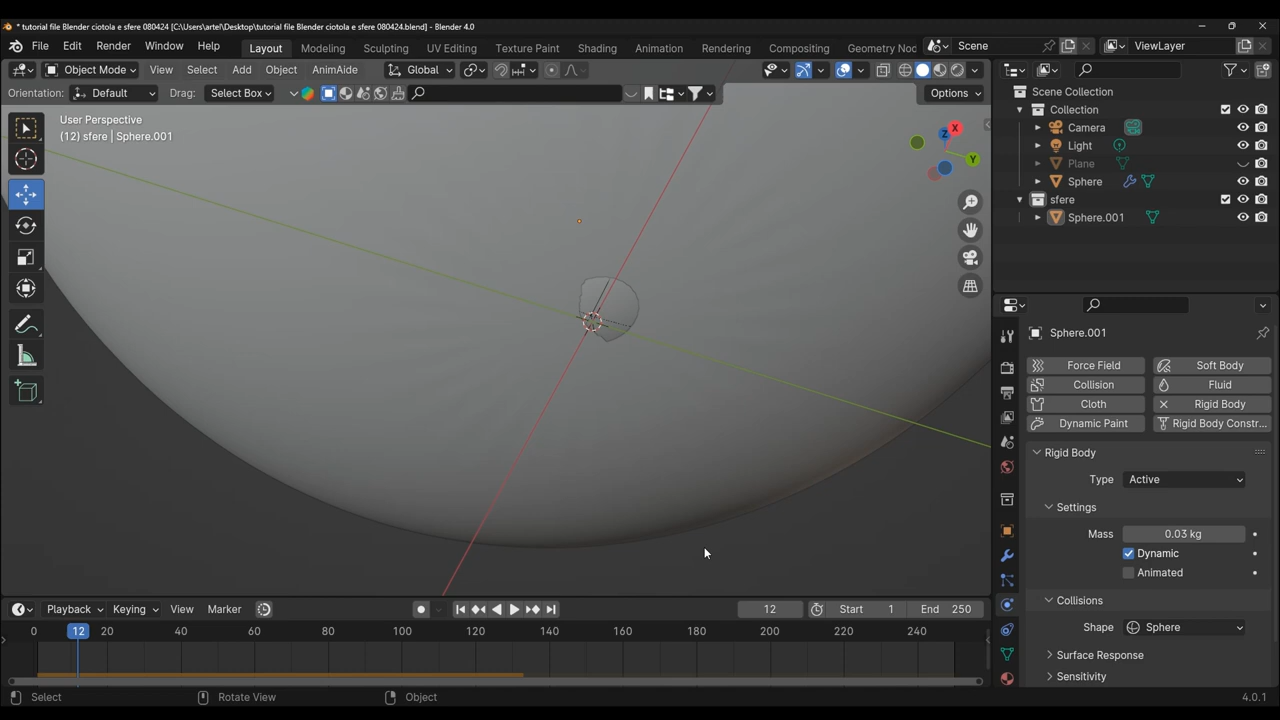 * tutorial file Blender ciotola e sfere 080424 [C:\Users\artel\Desktop\tutorial file Blender ciotola e sfere 080424.blend] - Blender 4.0
File Edit Render Window Help Layout Modeling Sculpting UV Editing Texture Paint Shading Animation Rendering Compositing Geometry Noc Scene ViewLayer
Object Mode View Select Add Object AnimAide Global
Orientation: Default Drag: Select Box Options
User Perspective
(12) sfere | Sphere.001
X
Z
Y
Scene Collection
Collection
Camera
Light
Plane
Sphere
sfere
Sphere.001
Sphere.001
Force Field Soft Body
Collision Fluid
Cloth Rigid Body
Dynamic Paint Rigid Body Constr...
Rigid Body
Type Active
Settings
Mass 0.03 kg
Dynamic
Animated
Collisions
Shape Sphere
Surface Response
Sensitivity
Playback Keying View Marker 12 Start 1 End 250
0 12 20 40 60 80 100 120 140 160 180 200 220 240
Select Rotate View Object 4.0.1